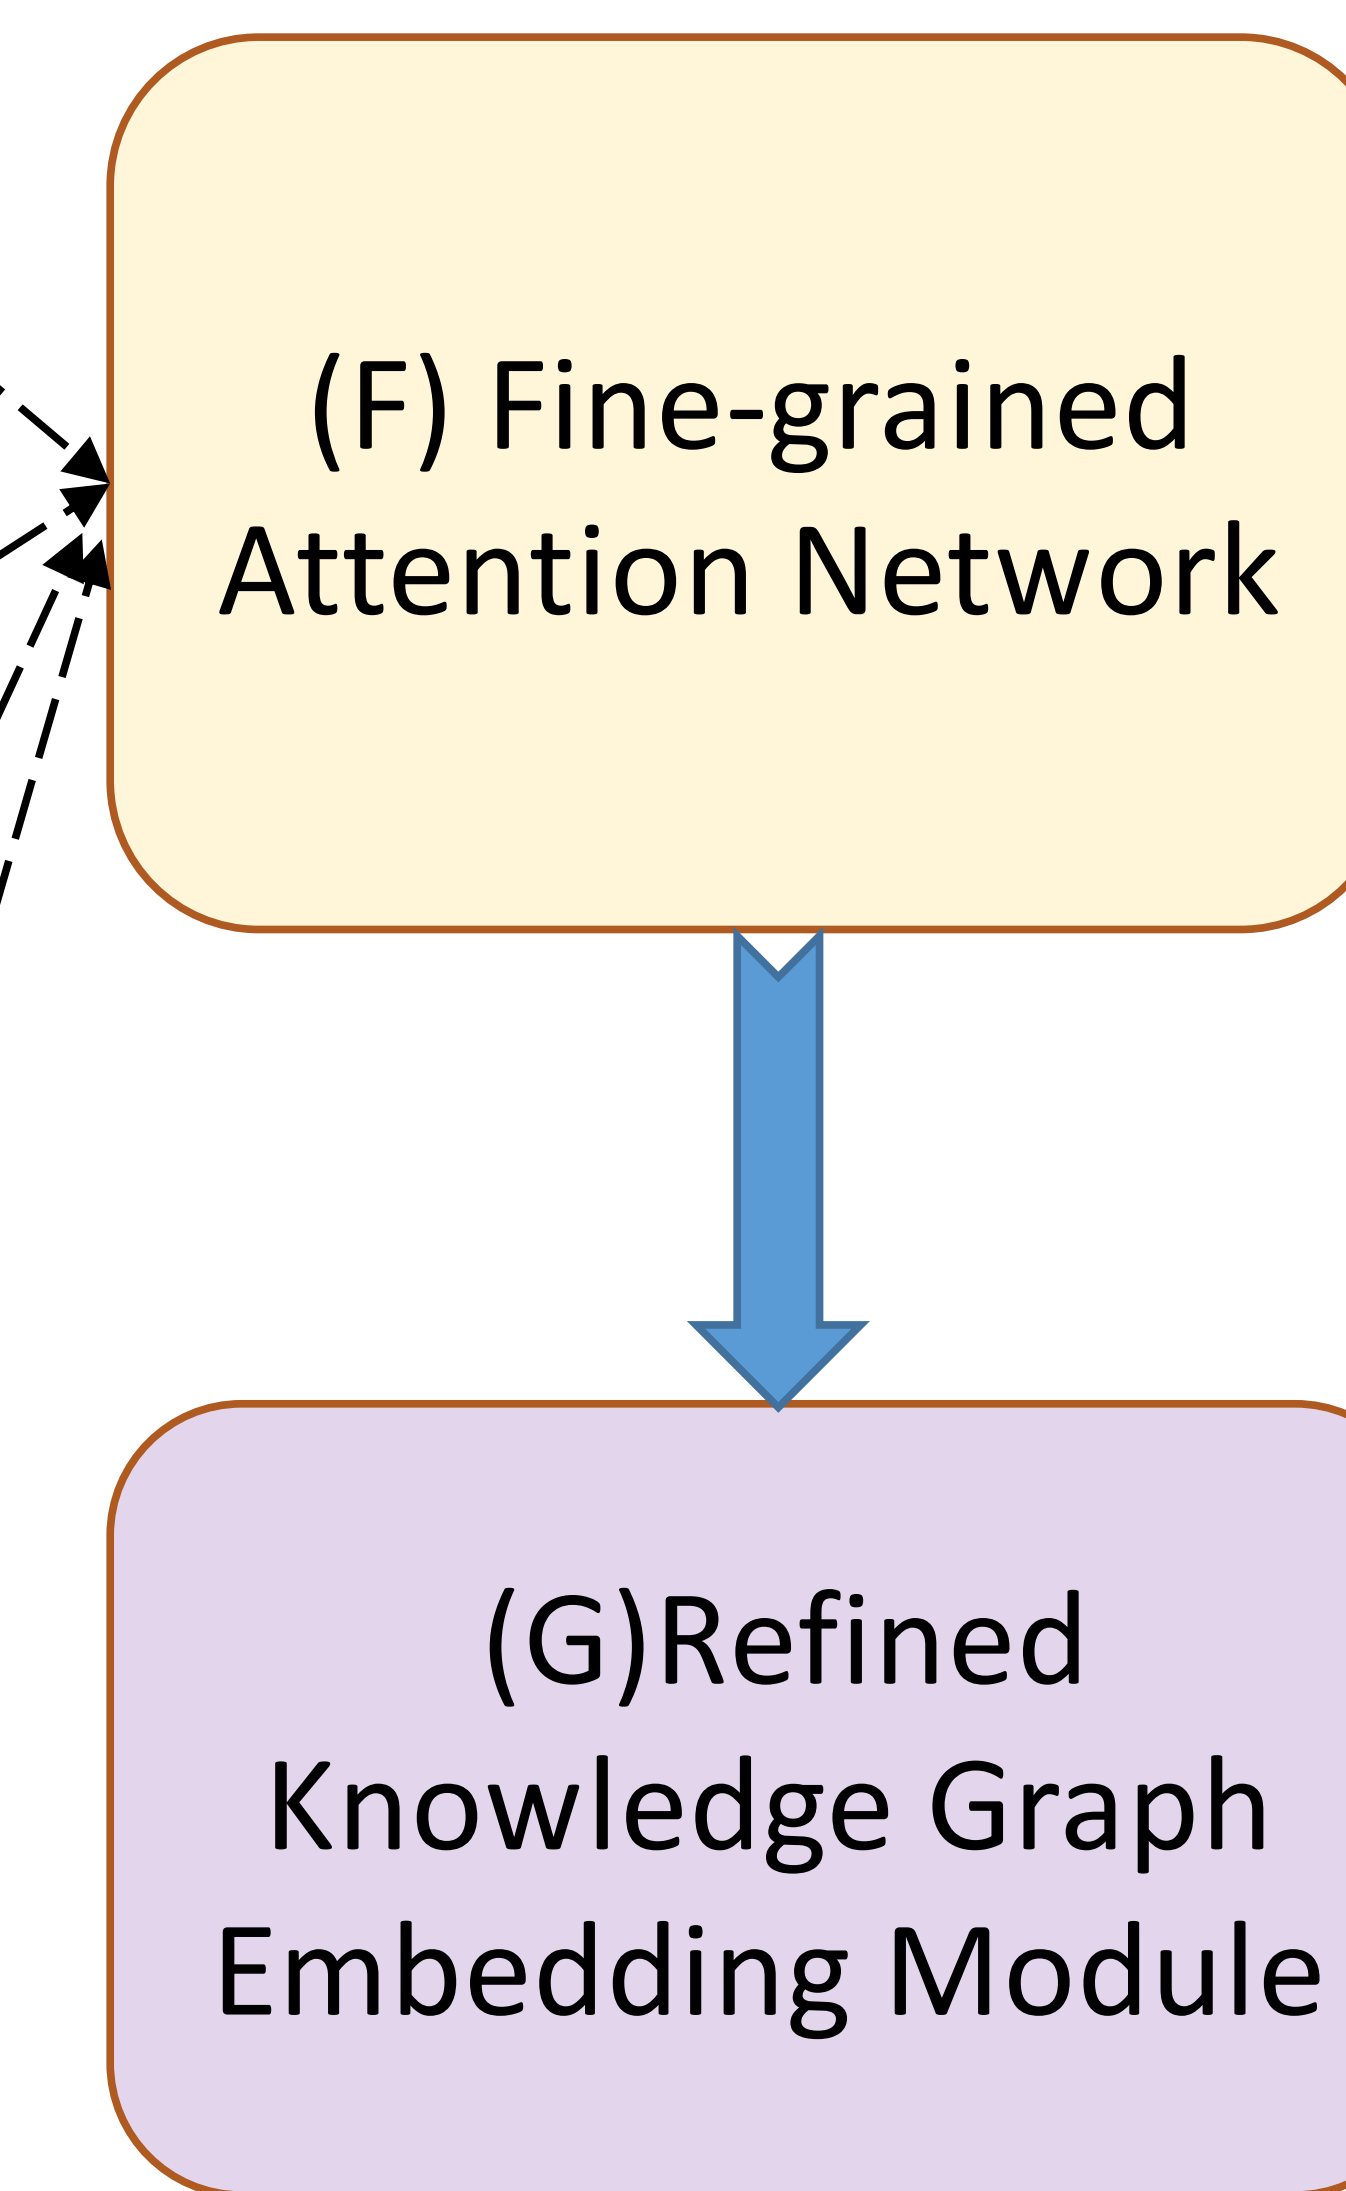 (F) Fine-grained
Attention Network
(G)Refined
Knowledge Graph
Embedding Module